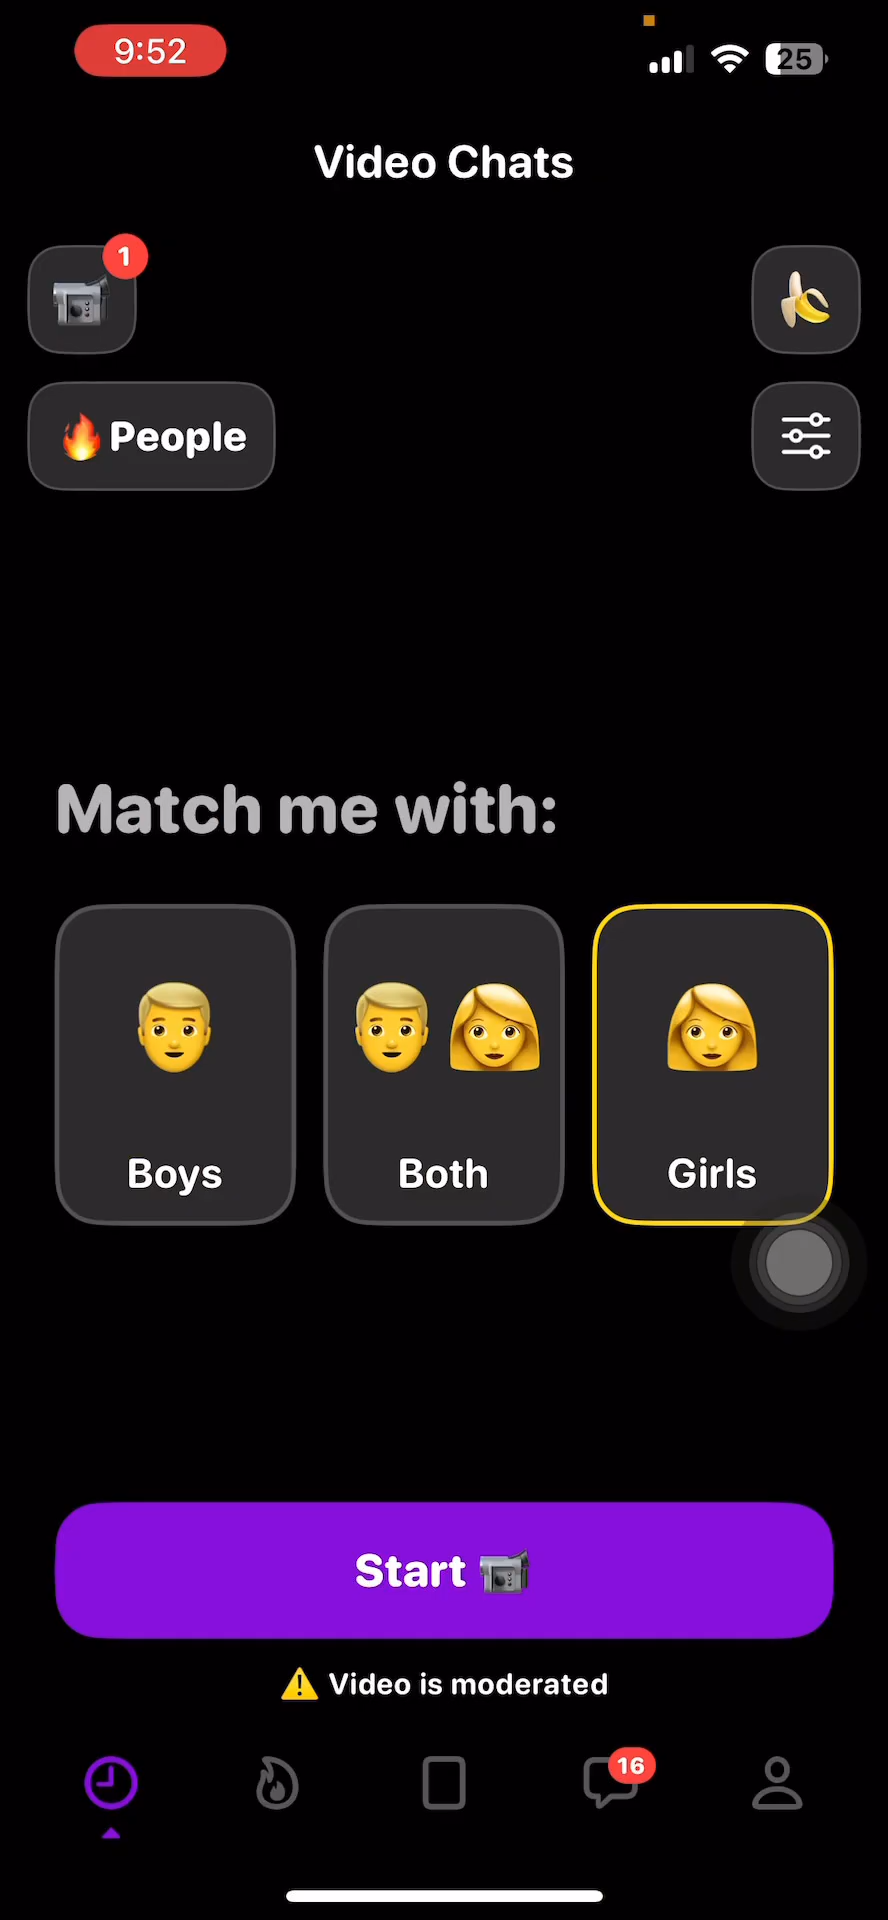 9:52
25
Video Chats
1
People
Match me with:
Boys
Both
Girls
Start
Video is moderated
16